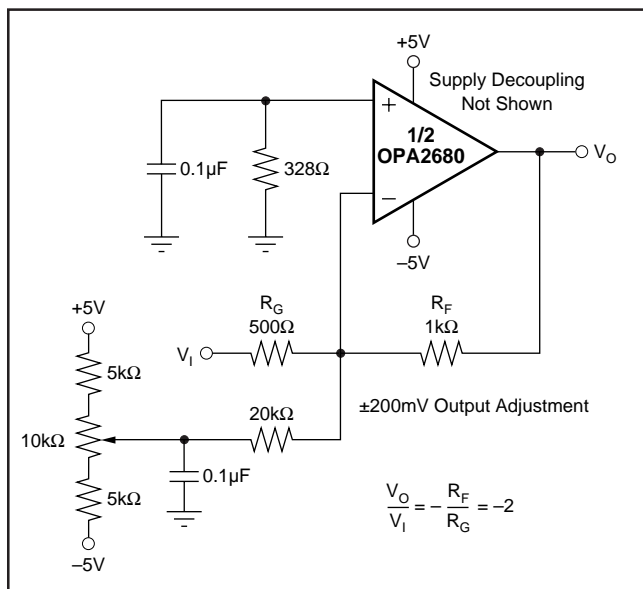 +5V
Supply Decoupling
Not Shown
+
1/2
OPA2680
−
V_O
0.1µF
328Ω
−5V
R_G
500Ω
R_F
1kΩ
V_I
+5V
5kΩ
±200mV Output Adjustment
20kΩ
10kΩ
0.1µF
5kΩ
V_O/V_I = − R_F/R_G = −2
−5V